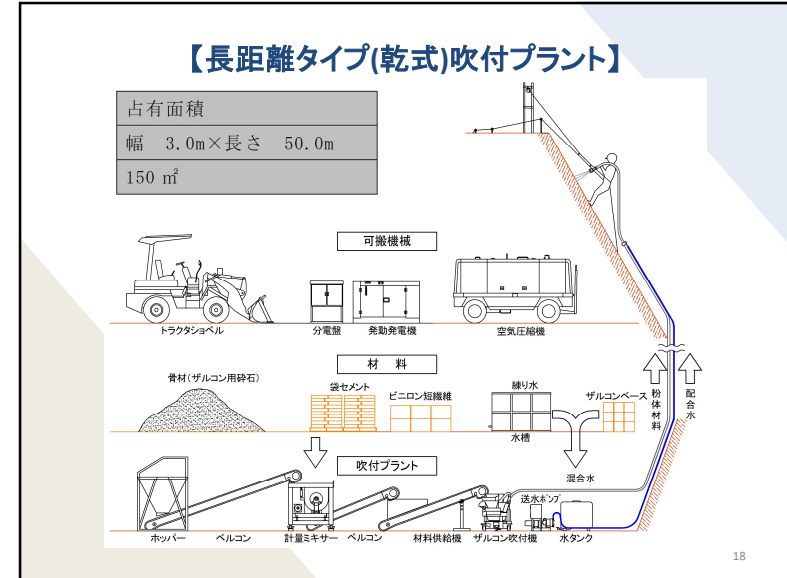 【長距離タイプ(乾式)吹付プラント】
占有面積
幅　3.0m×長さ　50.0m
150 ㎡
可搬機械
トラクタショベル
分電盤
発動発電機
空気圧縮機
材　料
骨材(ザルコン用砕石)
袋セメント
ビニロン短繊維
練り水
水槽
ザルコンベース
粉体材料
配合水
吹付プラント
混合水
送水ポンプ
ホッパー
ベルコン
計量ミキサー
ベルコン
材料供給機
ザルコン吹付機
水タンク
18